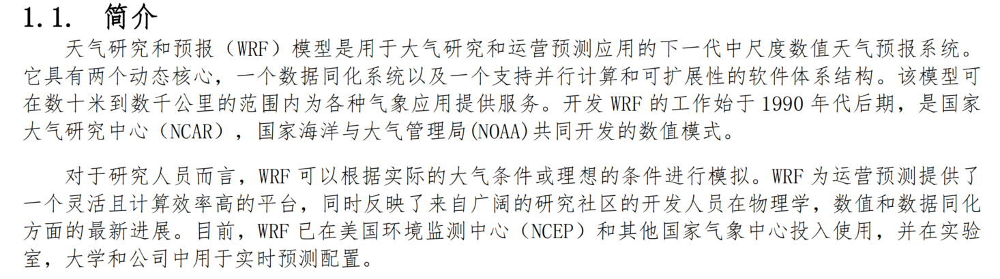 1.1. 简介
天气研究和预报（WRF）模型是用于大气研究和运营预测应用的下一代中尺度数值天气预报系统。
它具有两个动态核心，一个数据同化系统以及一个支持并行计算和可扩展性的软件体系结构。该模型可
在数十米到数千公里的范围内为各种气象应用提供服务。开发 WRF 的工作始于 1990 年代后期，是国家
大气研究中心（NCAR），国家海洋与大气管理局(NOAA)共同开发的数值模式。
对于研究人员而言，WRF 可以根据实际的大气条件或理想的条件进行模拟。WRF 为运营预测提供了
一个灵活且计算效率高的平台，同时反映了来自广阔的研究社区的开发人员在物理学，数值和数据同化
方面的最新进展。目前，WRF 已在美国环境监测中心（NCEP）和其他国家气象中心投入使用，并在实验
室，大学和公司中用于实时预测配置。